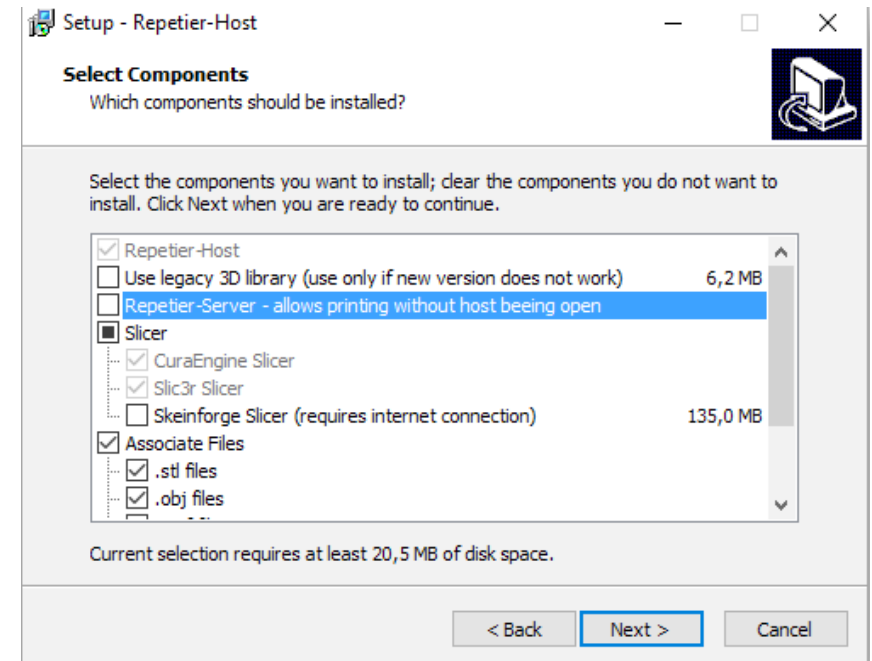 Setup - Repetier-Host
Select Components
Which components should be installed?
Select the components you want to install; clear the components you do not want to
install. Click Next when you are ready to continue.
Repetier-Host
Use legacy 3D library (use only if new version does not work) 6,2 MB
Repetier-Server - allows printing without host beeing open
Slicer
CuraEngine Slicer
Slic3r Slicer
Skeinforge Slicer (requires internet connection) 135,0 MB
Associate Files
.stl files
.obj files
Current selection requires at least 20,5 MB of disk space.
< Back Next > Cancel